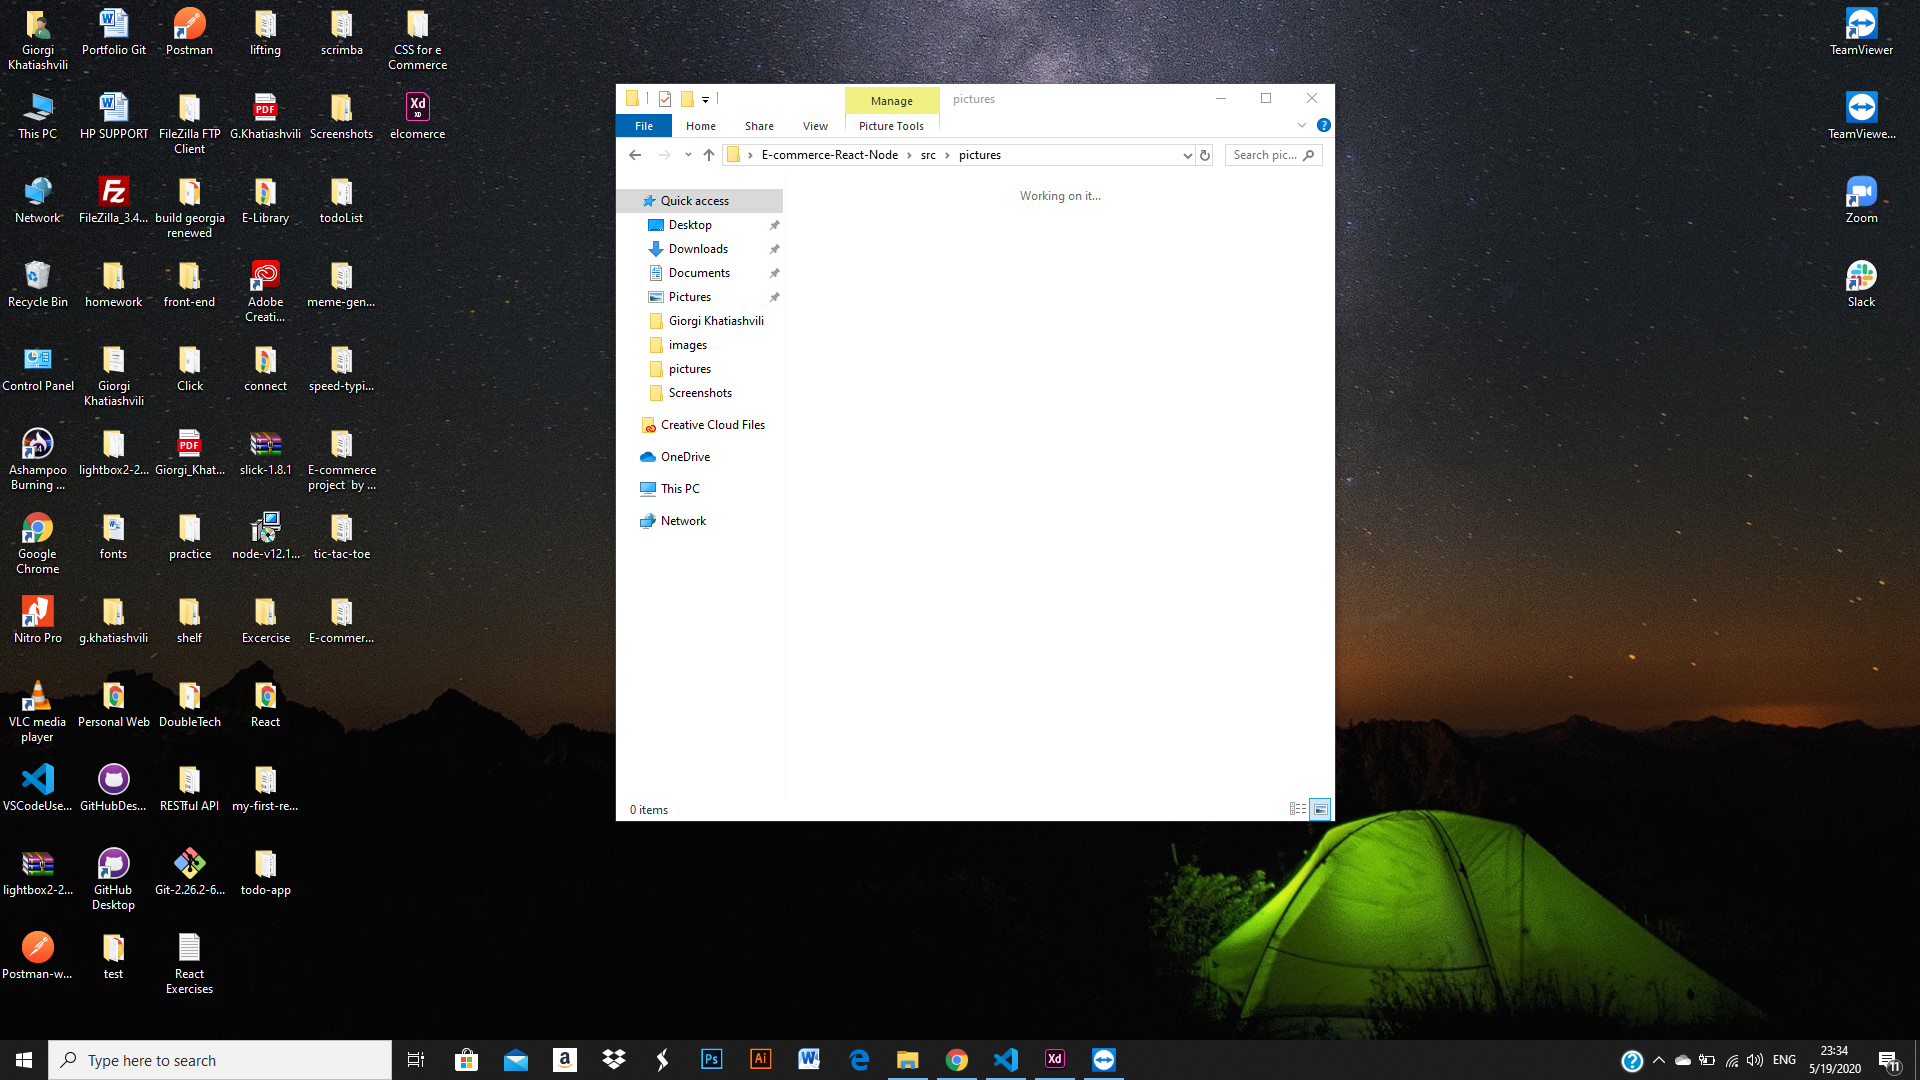 Giorgi
Khatiashvili
Portfolio Git
Postman
lifting
scrimba
CSS for e
Commerce
This PC
HP SUPPORT
FileZilla FTP
Client
G.Khatiashvili
Screenshots
elcomerce
Network
FileZilla_3.4...
build georgia
renewed
E-Library
todoList
Recycle Bin
homework
front-end
Adobe
Creati...
meme-gen...
Control Panel
Giorgi
Khatiashvili
Click
connect
speed-typi...
Ashampoo
Burning ...
lightbox2-2...
Giorgi_Khat...
slick-1.8.1
E-commerce
project by ...
Google
Chrome
fonts
practice
node-v12.1...
tic-tac-toe
Nitro Pro
g.khatiashvili
shelf
Excercise
E-commer...
VLC media
player
Personal Web
DoubleTech
React
VSCodeUse...
GitHubDes...
RESTful API
my-first-re...
lightbox2-2...
GitHub
Desktop
Git-2.26.2-6...
todo-app
Postman-w...
test
React
Exercises
Manage
pictures
File
Home
Share
View
Picture Tools
E-commerce-React-Node
src
pictures
Search pic...
Quick access
Desktop
Downloads
Documents
Pictures
Giorgi Khatiashvili
images
pictures
Screenshots
Creative Cloud Files
OneDrive
This PC
Network
Working on it...
0 items
TeamViewer
TeamViewe...
Zoom
Slack
Type here to search
ENG
23:34
5/19/2020
11